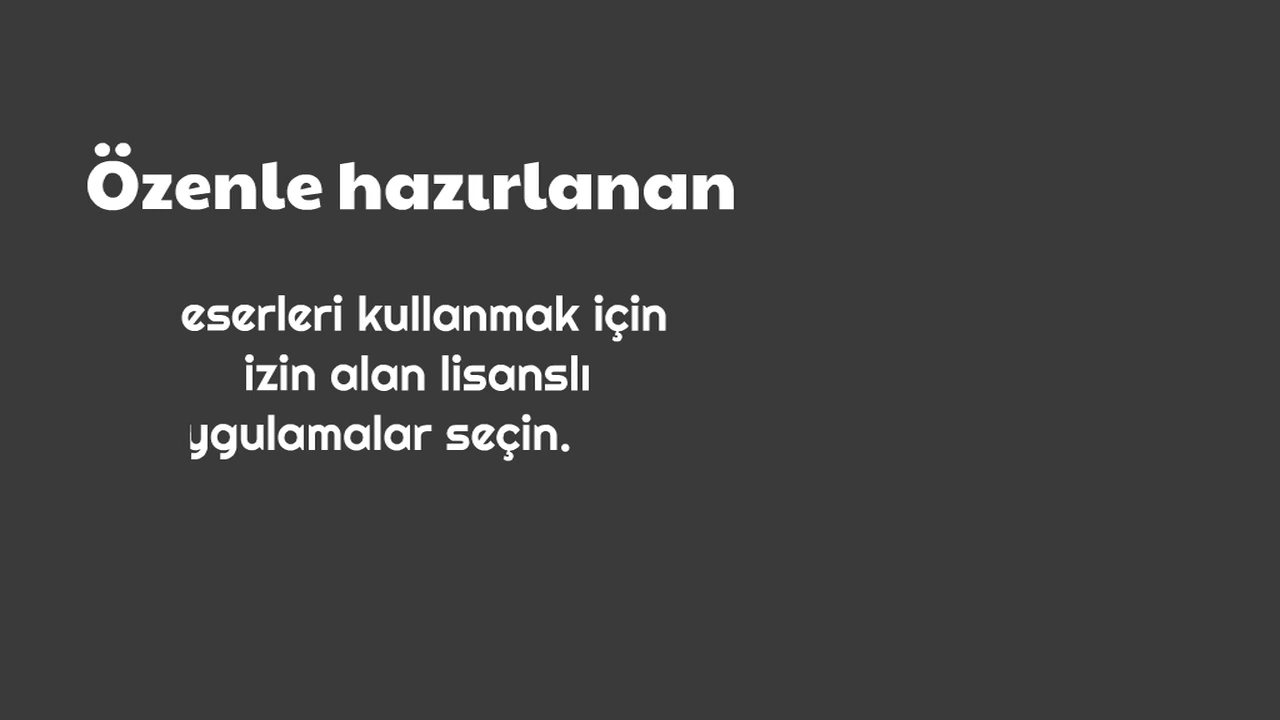 Özenle hazırlanan
eserleri kullanmak için
izin alan lisanslı
ygulamalar seçin.